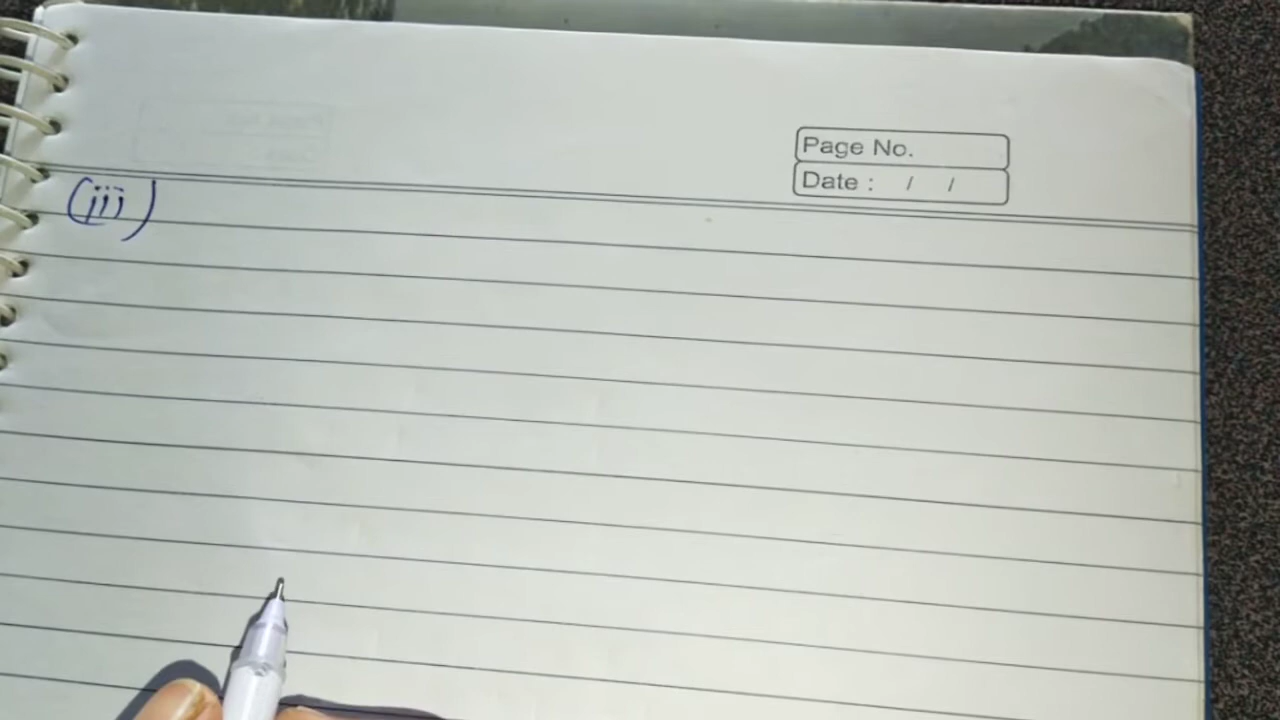 Page No.
Date : / /
(iii)